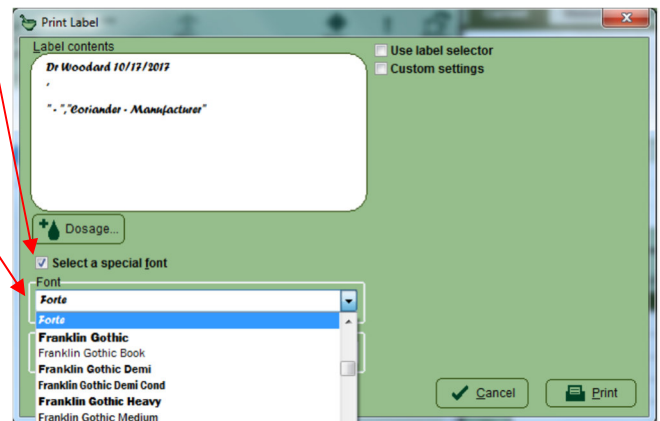 Print Label
Label contents
Dr Woodard 10/17/2017
,
" - ","Coriander - Manufacturer"
Use label selector
Custom settings
Dosage...
Select a special font
Font
Forte
Forte
Franklin Gothic
Franklin Gothic Book
Franklin Gothic Demi
Franklin Gothic Demi Cond
Franklin Gothic Heavy
Franklin Gothic Medium
Cancel
Print